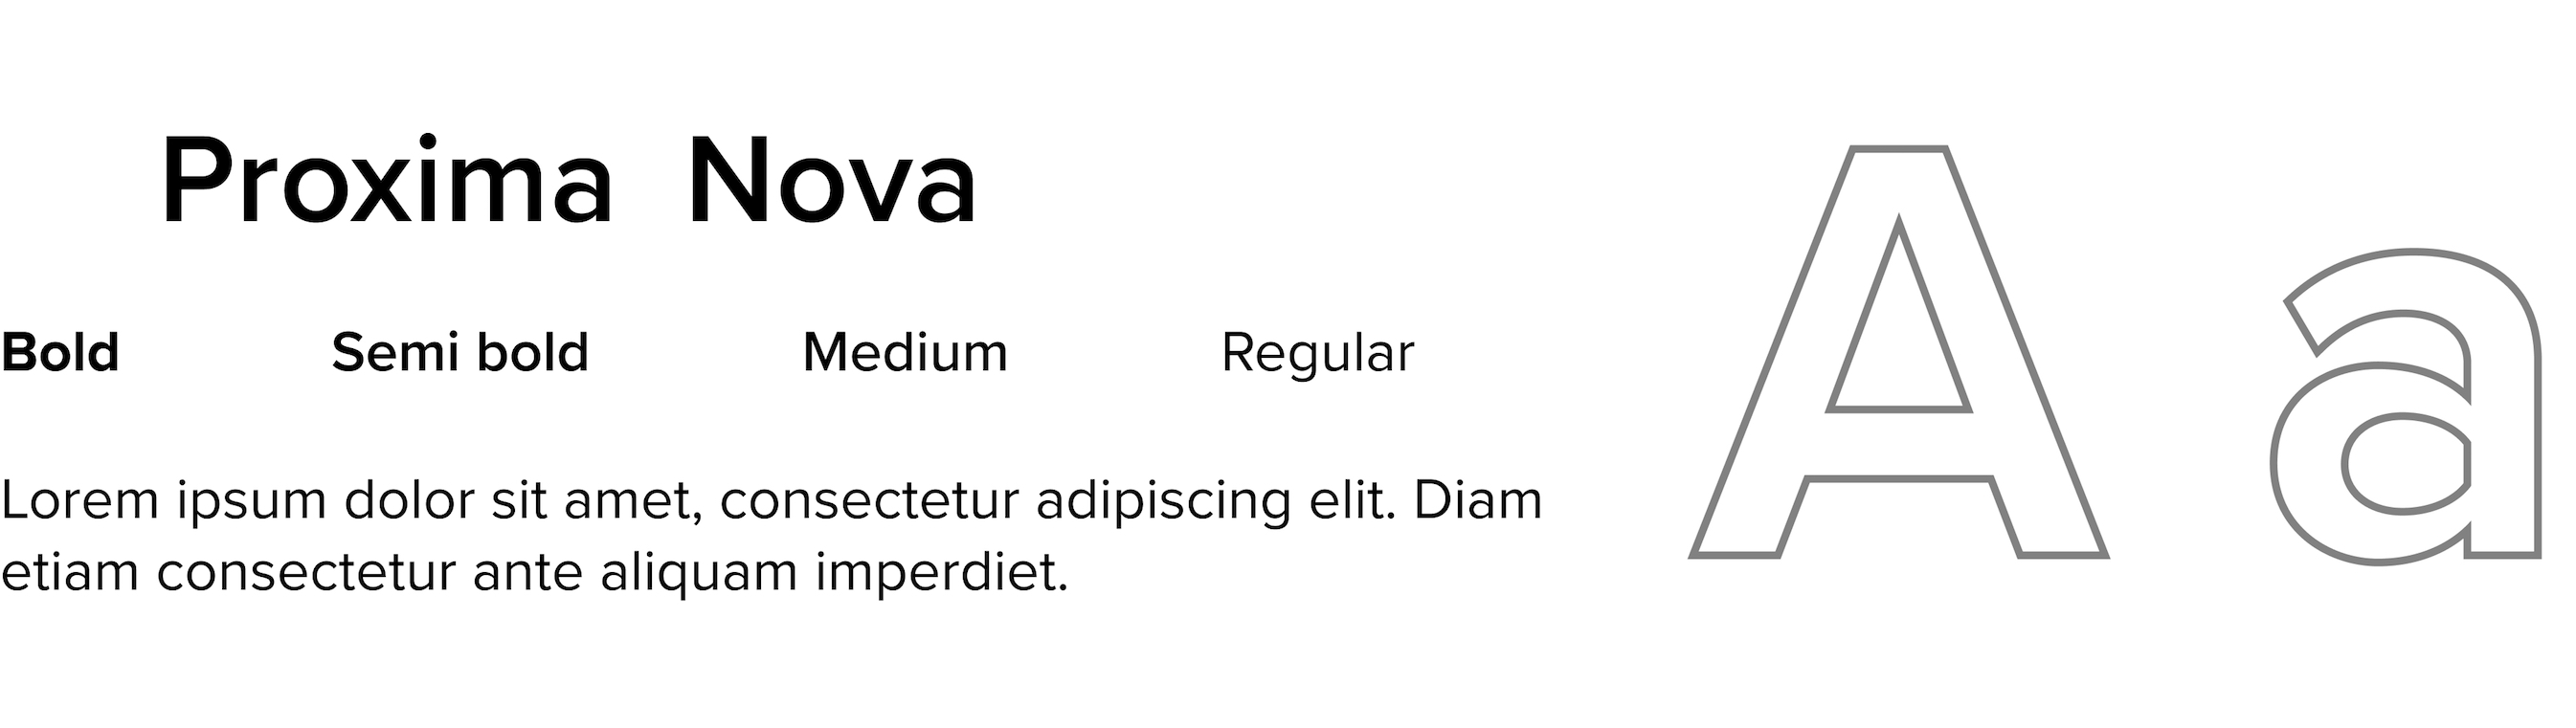 Proxima Nova
Bold Semi bold Medium Regular
Lorem ipsum dolor sit amet, consectetur adipiscing elit. Diam
etiam consectetur ante aliquam imperdiet.
A a